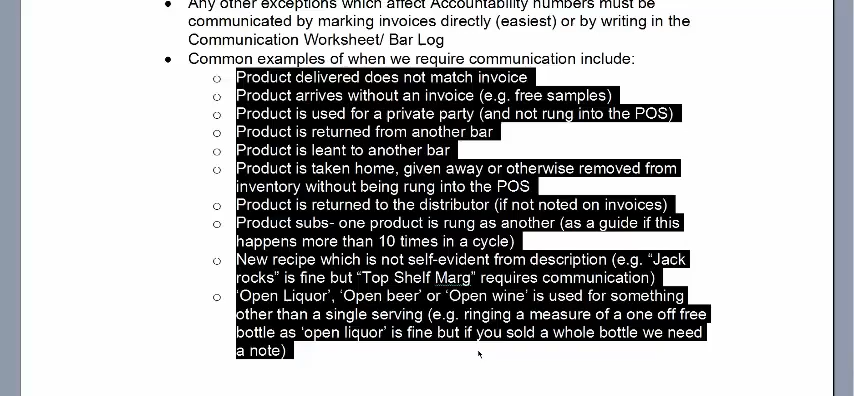 Any other exceptions which affect Accountability numbers must be
communicated by marking invoices directly (easiest) or by writing in the
Communication Worksheet/ Bar Log
Common examples of when we require communication include:
Product delivered does not match invoice
Product arrives without an invoice (e.g. free samples)
Product is used for a private party (and not rung into the POS)
Product is returned from another bar
Product is leant to another bar
Product is taken home, given away or otherwise removed from
inventory without being rung into the POS
Product is returned to the distributor (if not noted on invoices)
Product subs- one product is rung as another (as a guide if this
happens more than 10 times in a cycle)
New recipe which is not self-evident from description (e.g. “Jack
rocks” is fine but “Top Shelf Marg” requires communication)
‘Open Liquor’, ‘Open beer’ or ‘Open wine’ is used for something
other than a single serving (e.g. ringing a measure of a one off free
bottle as ‘open liquor’ is fine but if you sold a whole bottle we need
a note)